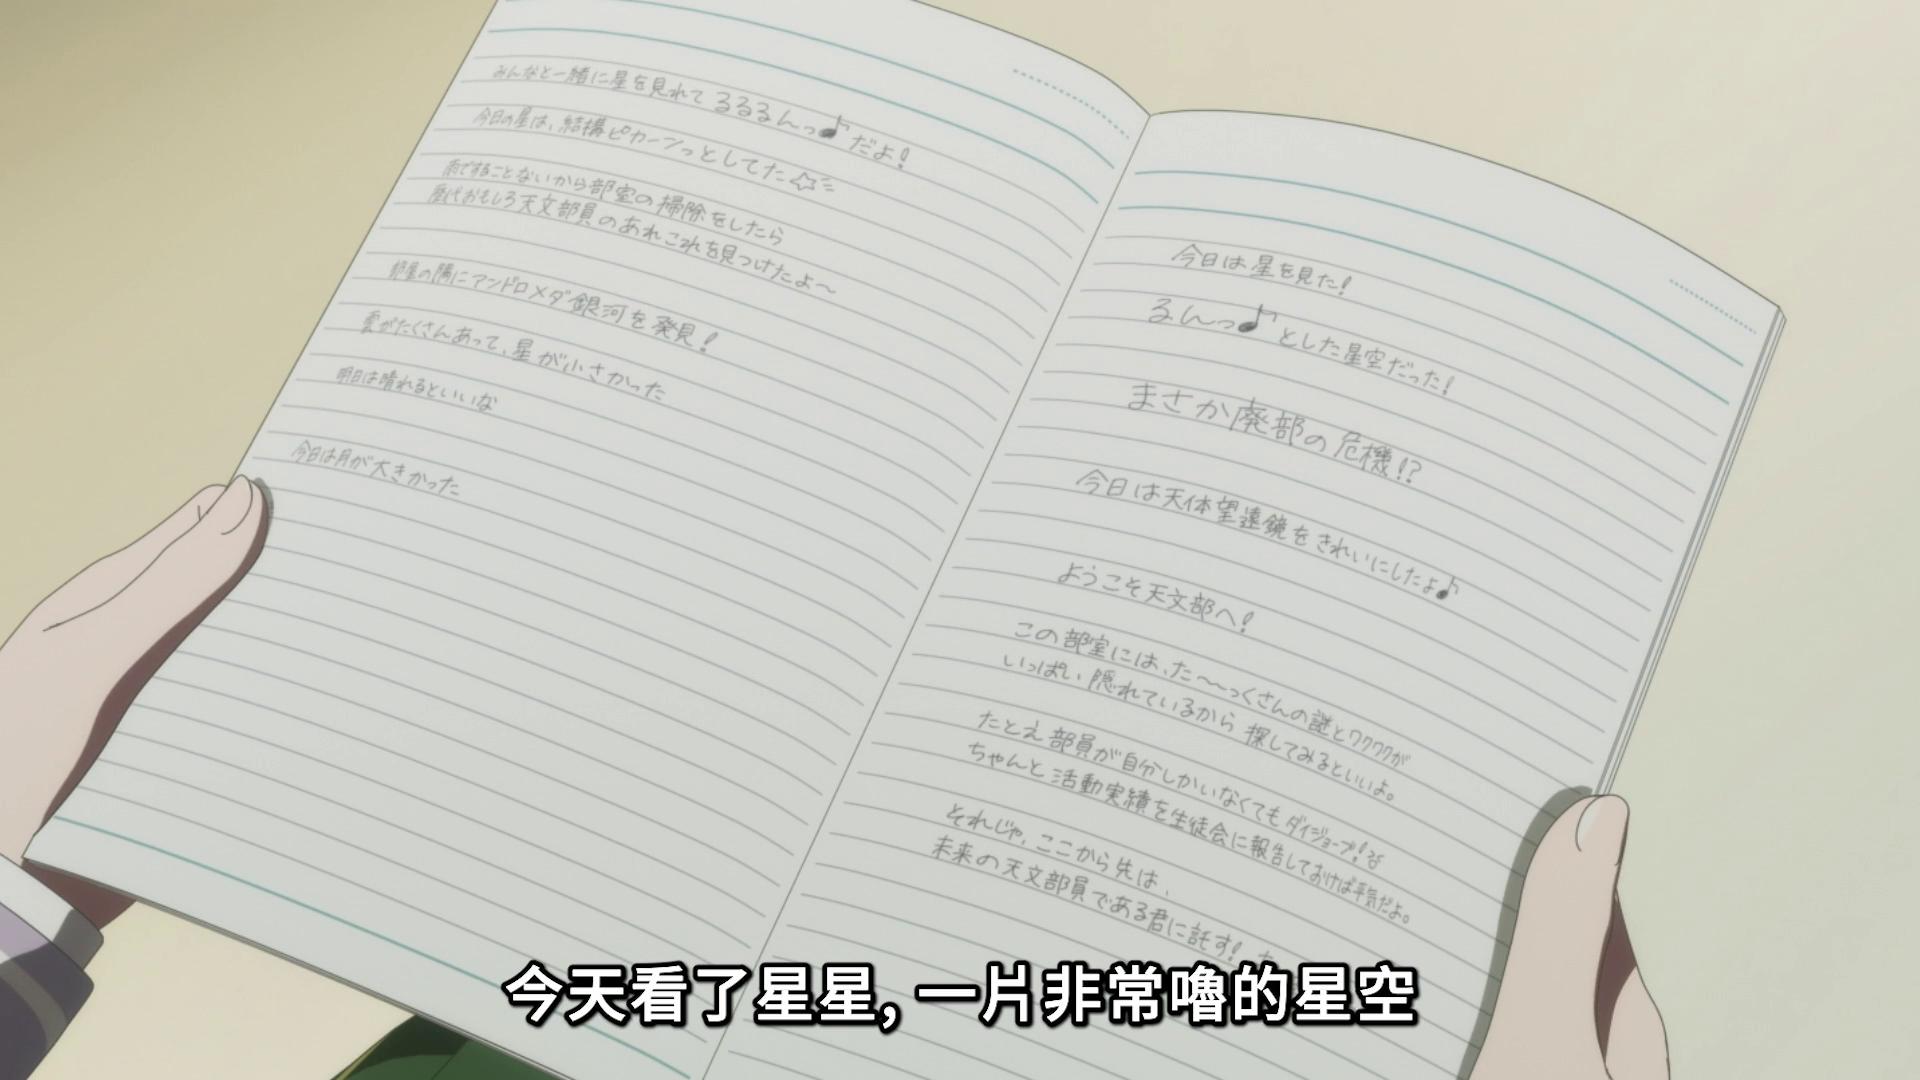 みんなと一緒に星を見れて るるるんっ♪だよ!
今日の星は、結構ピカーンっとしてた☆ミ
雨ですることないから部室の掃除をしたら
歴代おもしろ天文部員のあれこれを見つけたよ～
部屋の隅にアンドロメダ銀河を発見!
雲がたくさんあって、星が小さかった
明日は晴れるといいな
今日は月が大きかった
今日は星を見た!
るんっ♪とした星空だった!
まさか廃部の危機!?
今日は天体望遠鏡をきれいにしたよ♪
ようこそ天文部へ!
この部室には、た～～っくさんの謎とワクワクが
いっぱい隠れているから 探してみるといいよ。
たとえ部員が自分しかいなくてもダイジョーブ!
ちゃんと活動実績を生徒会に報告しておけば平気だよ。
それじゃ、ここから先は、
未来の天文部員である君に託す!
今天看了星星, 一片非常嚕的星空